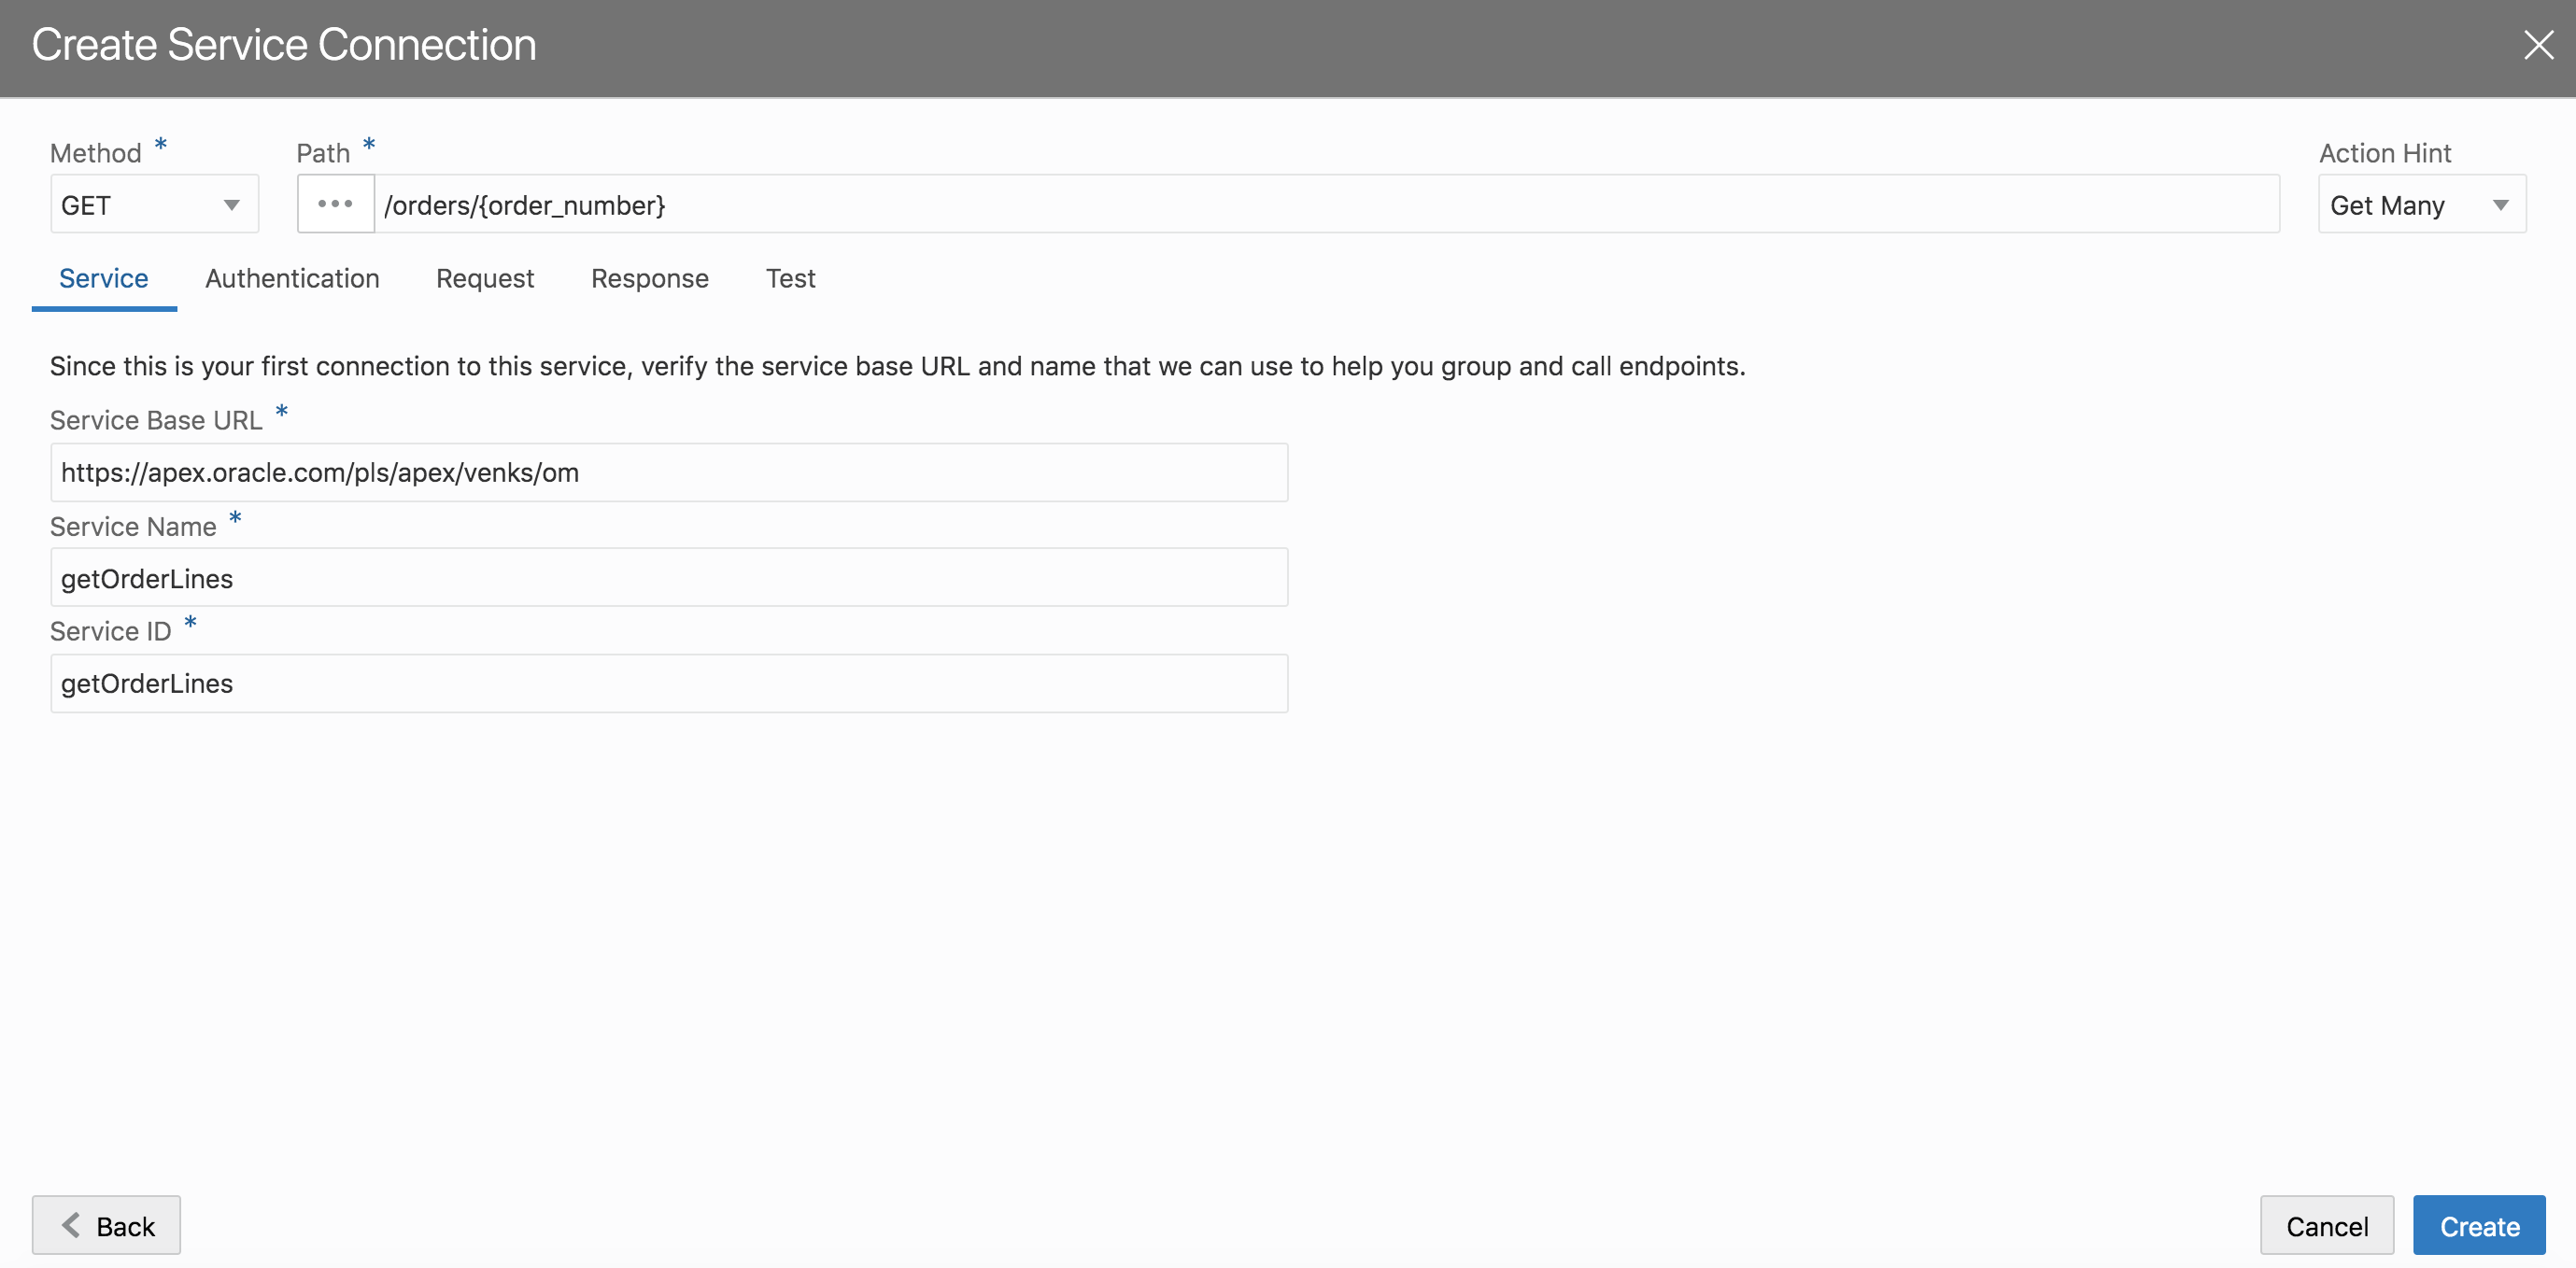 Create Service Connection
Method * Path * Action Hint
GET ••• /orders/{order_number} Get Many
Service Authentication Request Response Test
Since this is your first connection to this service, verify the service base URL and name that we can use to help you group and call endpoints.
Service Base URL *
https://apex.oracle.com/pls/apex/venks/om
Service Name *
getOrderLines
Service ID *
getOrderLines
Back Cancel Create